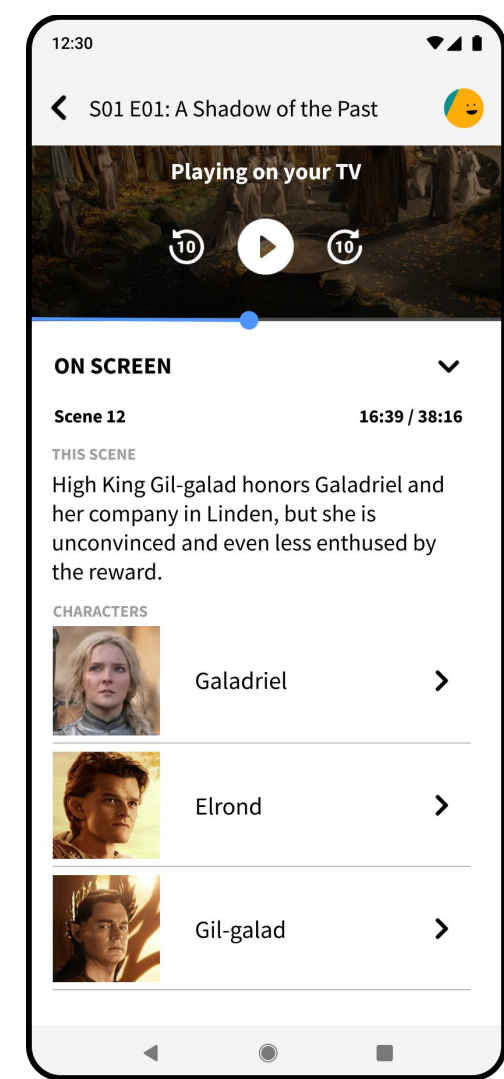 12:30
S01 E01: A Shadow of the Past
Playing on your TV
10 10
ON SCREEN
Scene 12 16:39 / 38:16
THIS SCENE
High King Gil-galad honors Galadriel and
her company in Linden, but she is
unconvinced and even less enthused by
the reward.
CHARACTERS
Galadriel
Elrond
Gil-galad